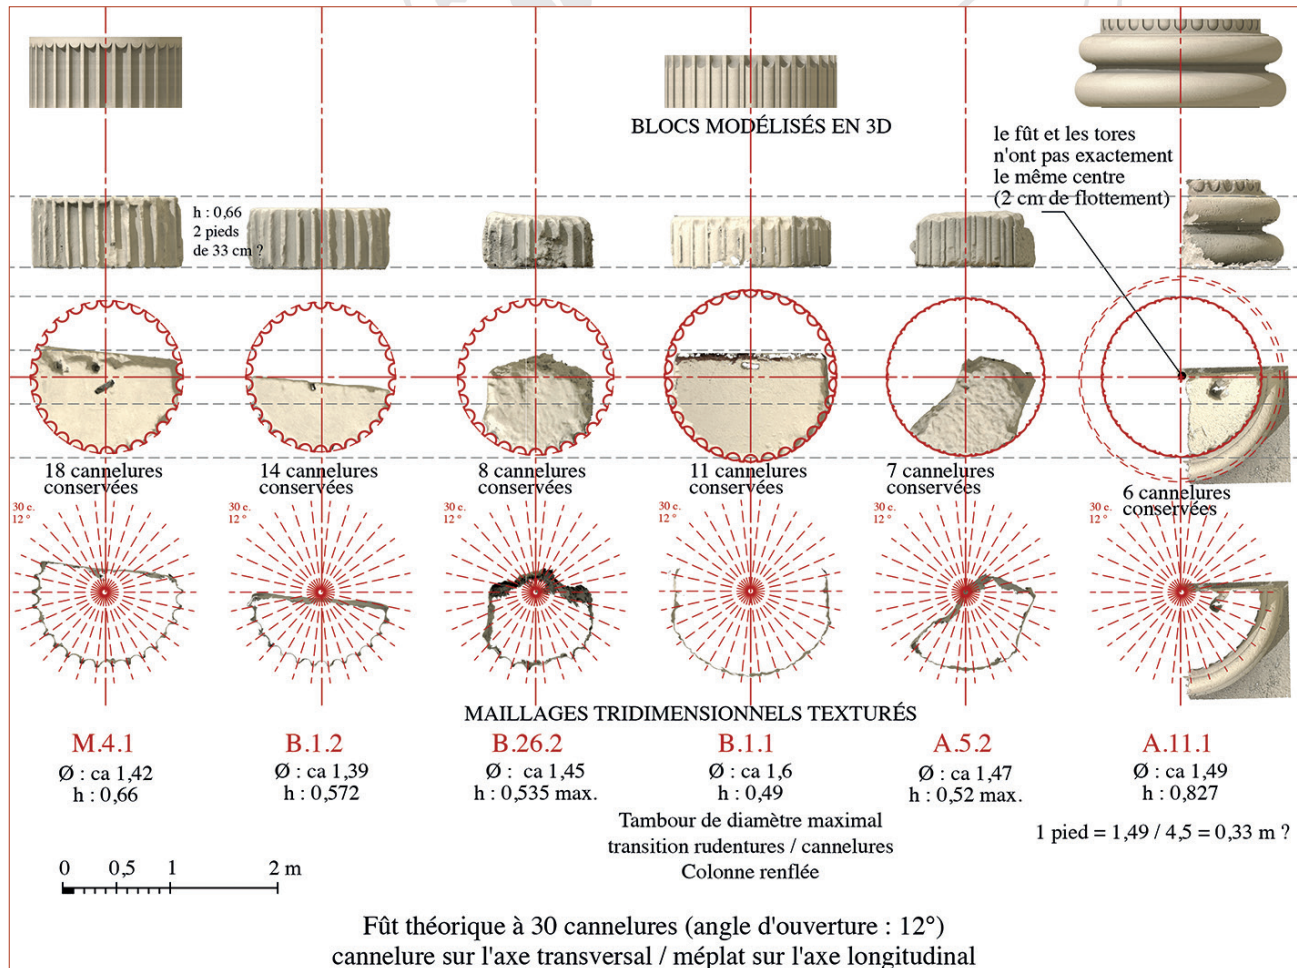 BLOCS MODÉLISÉS EN 3D
le fût et les tores
n'ont pas exactement
le même centre
(2 cm de flottement)
h : 0,66
2 pieds
de 33 cm ?
18 cannelures
conservées
14 cannelures
conservées
8 cannelures
conservées
11 cannelures
conservées
7 cannelures
conservées
6 cannelures
conservées
30 c.
12 °
30 c.
12 °
30 c.
12 °
30 c.
12 °
30 c.
12 °
30 c.
12 °
MAILLAGES TRIDIMENSIONNELS TEXTURÉS
M.4.1
Ø : ca 1,42
h : 0,66
B.1.2
Ø : ca 1,39
h : 0,572
B.26.2
Ø : ca 1,45
h : 0,535 max.
B.1.1
Ø : ca 1,6
h : 0,49
Tambour de diamètre maximal
transition rudentures / cannelures
Colonne renflée
A.5.2
Ø : ca 1,47
h : 0,52 max.
A.11.1
Ø : ca 1,49
h : 0,827
1 pied = 1,49 / 4,5 = 0,33 m ?
0 0,5 1 2 m
Fût théorique à 30 cannelures (angle d'ouverture : 12°)
cannelure sur l'axe transversal / méplat sur l'axe longitudinal